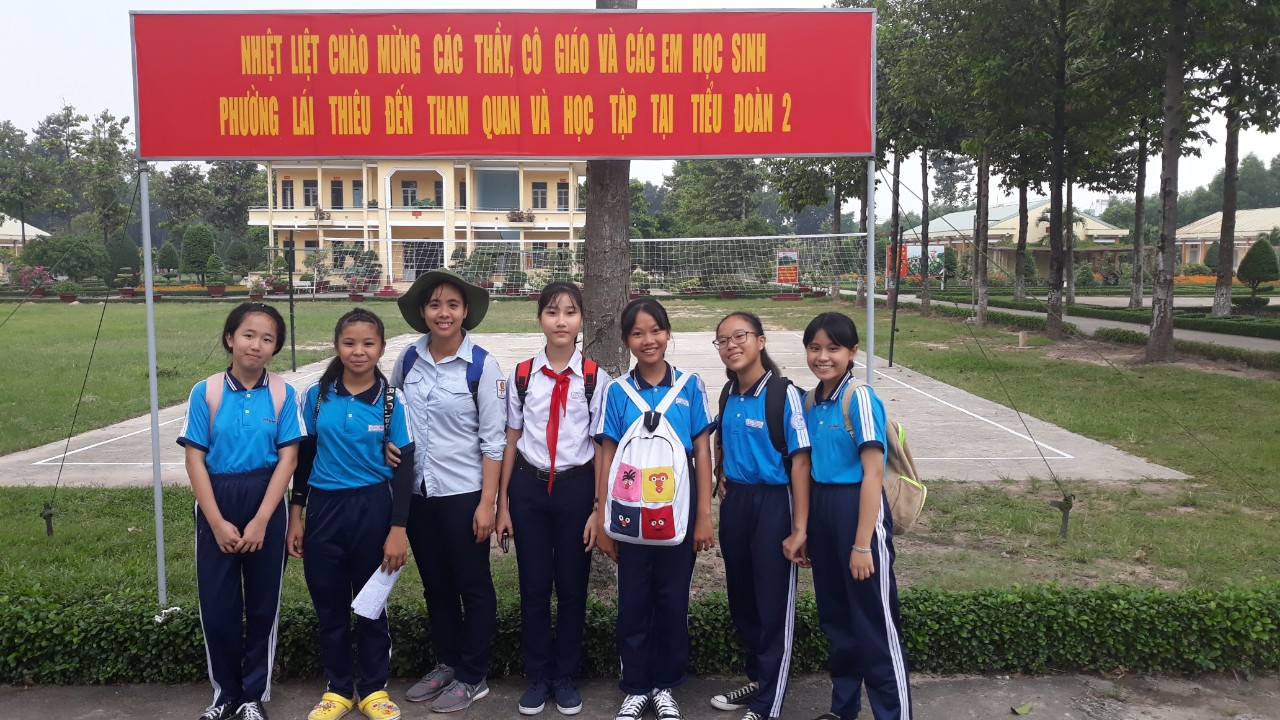 NHIỆT LIỆT CHÀO MỪNG CÁC THẦY, CÔ GIÁO VÀ CÁC EM HỌC SINH
PHƯỜNG LÁI THIÊU ĐẾN THAM QUAN VÀ HỌC TẬP TẠI TIỂU ĐOÀN 2